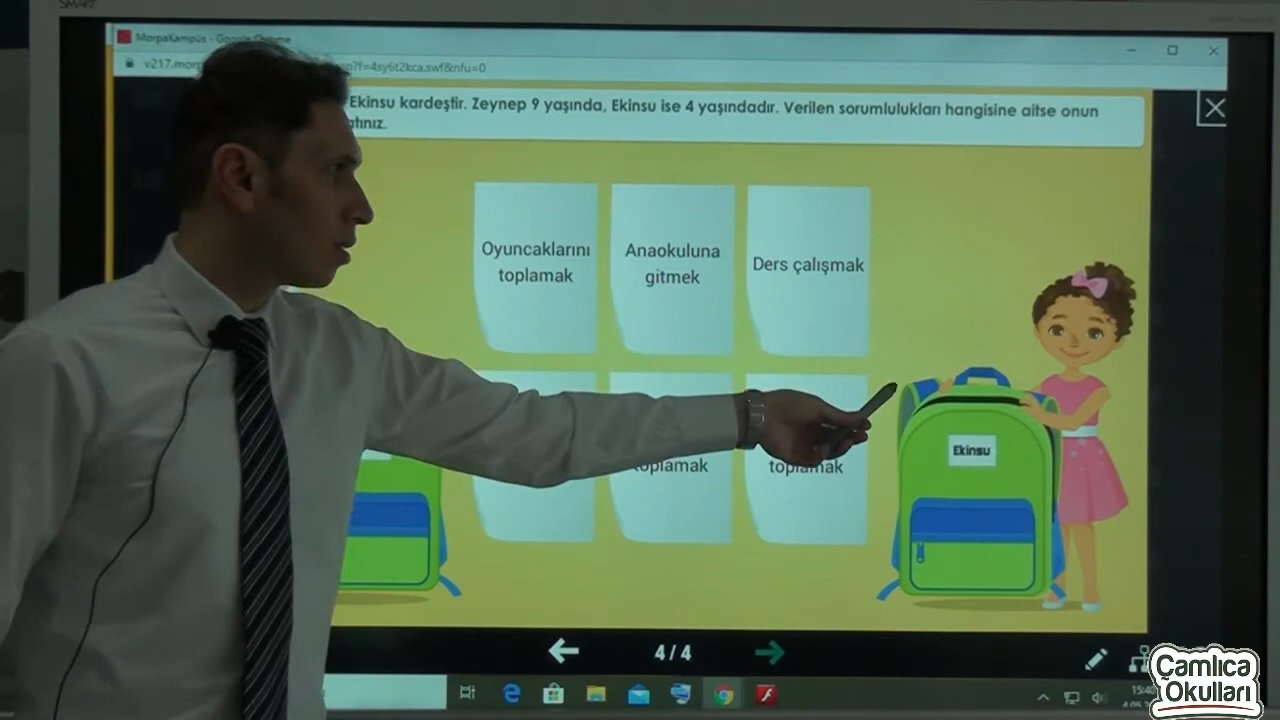 SMART
MorpaKampüs - Google Chrome
Ekinsu kardeştir. Zeynep 9 yaşında, Ekinsu ise 4 yaşındadır. Verilen sorumlulukları hangisine aitse onun
Oyuncaklarını
toplamak
Anaokuluna
gitmek
Ders çalışmak
toplamak
toplamak
Ekinsu
4 / 4
Çamlıca
Okulları